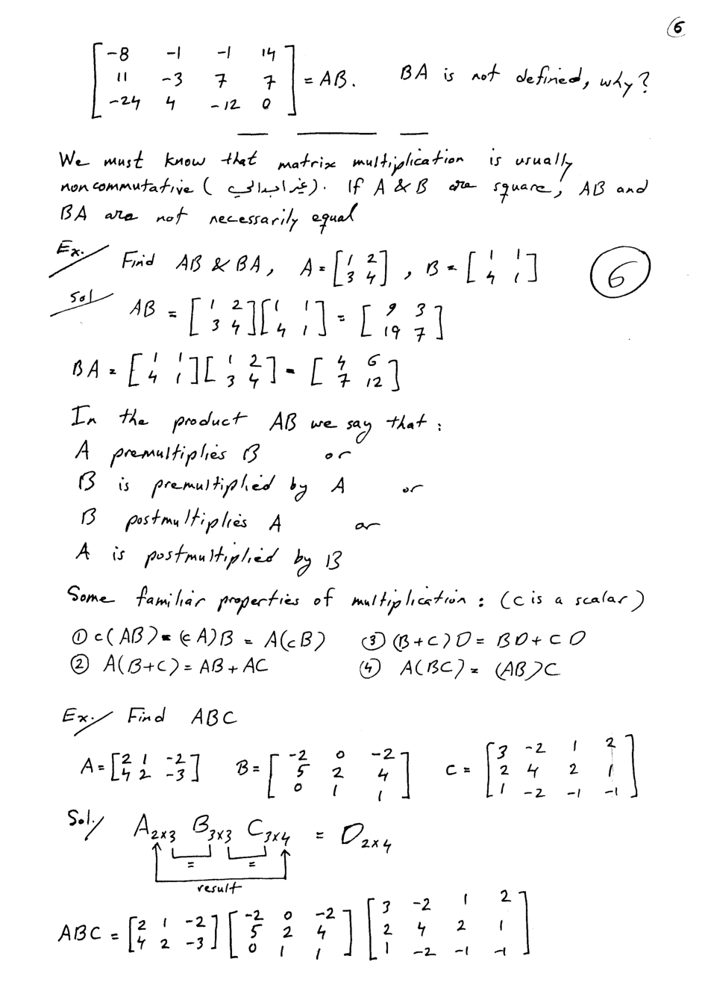 6
[ -8 -1 -1 14
11 -3 7 7
-24 4 -12 0 ] = AB. BA is not defined, why?
We must know that matrix multiplication is usually
noncommutative (غير ابدالي). If A & B are square, AB and
BA are not necessarily equal
Ex. Find AB & BA, A = [ 1 2
3 4 ] , B = [ 1 1
4 1 ] 6
Sol AB = [ 1 2
3 4 ] [ 1 1
4 1 ] = [ 9 3
19 7 ]
BA = [ 1 1
4 1 ] [ 1 2
3 4 ] = [ 4 6
7 12 ]
In the product AB we say that :
A premultiplies B or
B is premultiplied by A or
B postmultiplies A or
A is postmultiplied by B
Some familiar properties of multiplication : (c is a scalar)
① c(AB) = (cA)B = A(cB) ③ (B+C)D = BD+CD
② A(B+C) = AB + AC ④ A(BC) = (AB)C
Ex./ Find ABC
A = [ 2 1 -2
4 2 -3 ] B = [ -2 0 -2
5 2 4
0 1 1 ] C = [ 3 -2 1 2
2 4 2 1
1 -2 -1 -1 ]
Sol./ A2x3 B3x3 C3x4 = D2x4
= =
result
ABC = [ 2 1 -2
4 2 -3 ] [ -2 0 -2
5 2 4
0 1 1 ] [ 3 -2 1 2
2 4 2 1
1 -2 -1 -1 ]